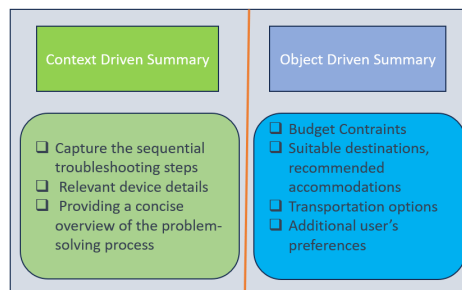 Context Driven Summary
❑ Capture the sequential
troubleshooting steps
❑ Relevant device details
❑ Providing a concise
overview of the problem-
solving process
Object Driven Summary
❑ Budget Contraints
❑ Suitable destinations,
recommended
accommodations
❑ Transportation options
❑ Additional user's
preferences